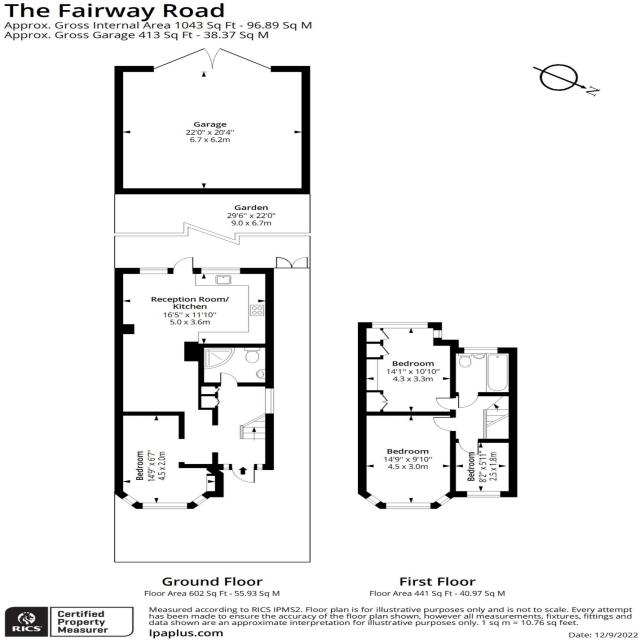 The Fairway Road
Approx. Gross Internal Area 1043 Sq Ft - 96.89 Sq M
Approx. Gross Garage 413 Sq Ft - 38.37 Sq M
N
Garage
22'0" x 20'4"
6.7 x 6.2m
Garden
29'6" x 22'0"
9.0 x 6.7m
Reception Room/
Kitchen
16'5" x 11'10"
5.0 x 3.6m
Bedroom
14'9" x 6'7"
4.5 x 2.0m
Bedroom
14'1" x 10'10"
4.3 x 3.3m
Bedroom
14'9" x 9'10"
4.5 x 3.0m
Bedroom
8'2" x 5'11"
2.5 x 1.8m
Ground Floor
Floor Area 602 Sq Ft - 55.93 Sq M
First Floor
Floor Area 441 Sq Ft - 40.97 Sq M
RICS
Certified
Property
Measurer
Measured according to RICS IPMS2. Floor plan is for illustrative purposes only and is not to scale. Every attempt
has been made to ensure the accuracy of the floor plan shown, however all measurements, fixtures, fittings and
data shown are an approximate interpretation for illustrative purposes only. 1 sq m = 10.76 sq feet.
lpaplus.com
Date: 12/9/2022